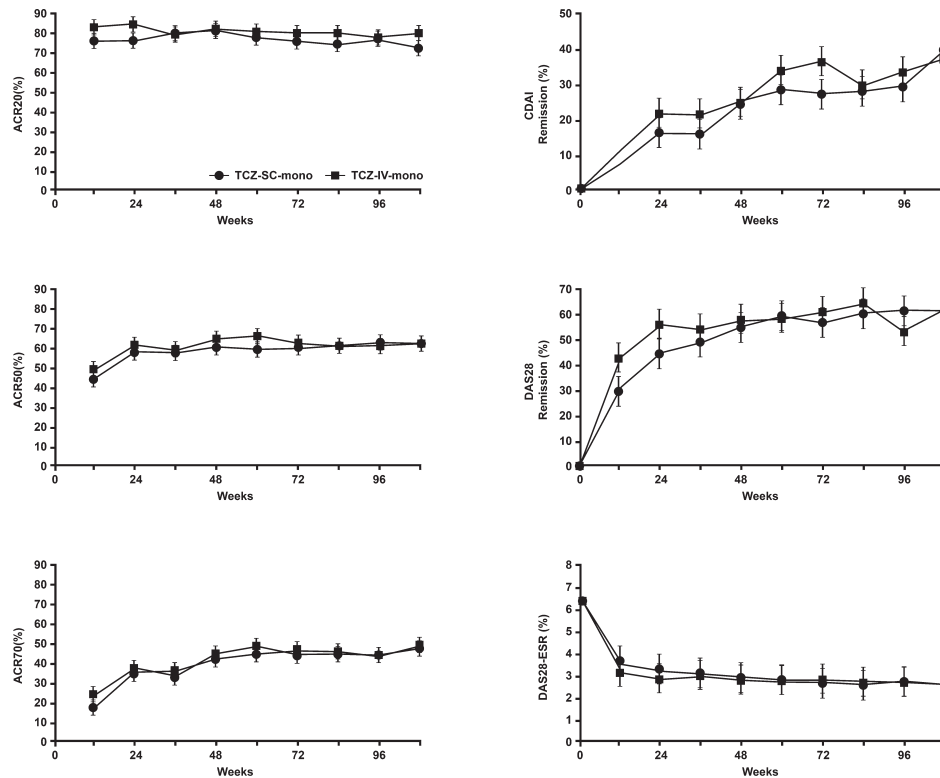 90
80
70
60
50
40
30
20
10
0
ACR20(%)
TCZ-SC-mono TCZ-IV-mono
0 24 48 72 96
Weeks
50
40
30
20
10
0
CDAI
Remission (%)
0 24 48 72 96
Weeks
90
80
70
60
50
40
30
20
10
0
ACR50(%)
0 24 48 72 96
Weeks
70
60
50
40
30
20
10
0
DAS28
Remission (%)
0 24 48 72 96
Weeks
90
80
70
60
50
40
30
20
10
0
ACR70(%)
0 24 48 72 96
Weeks
8
7
6
5
4
3
2
1
0
DAS28-ESR (%)
0 24 48 72 96
Weeks